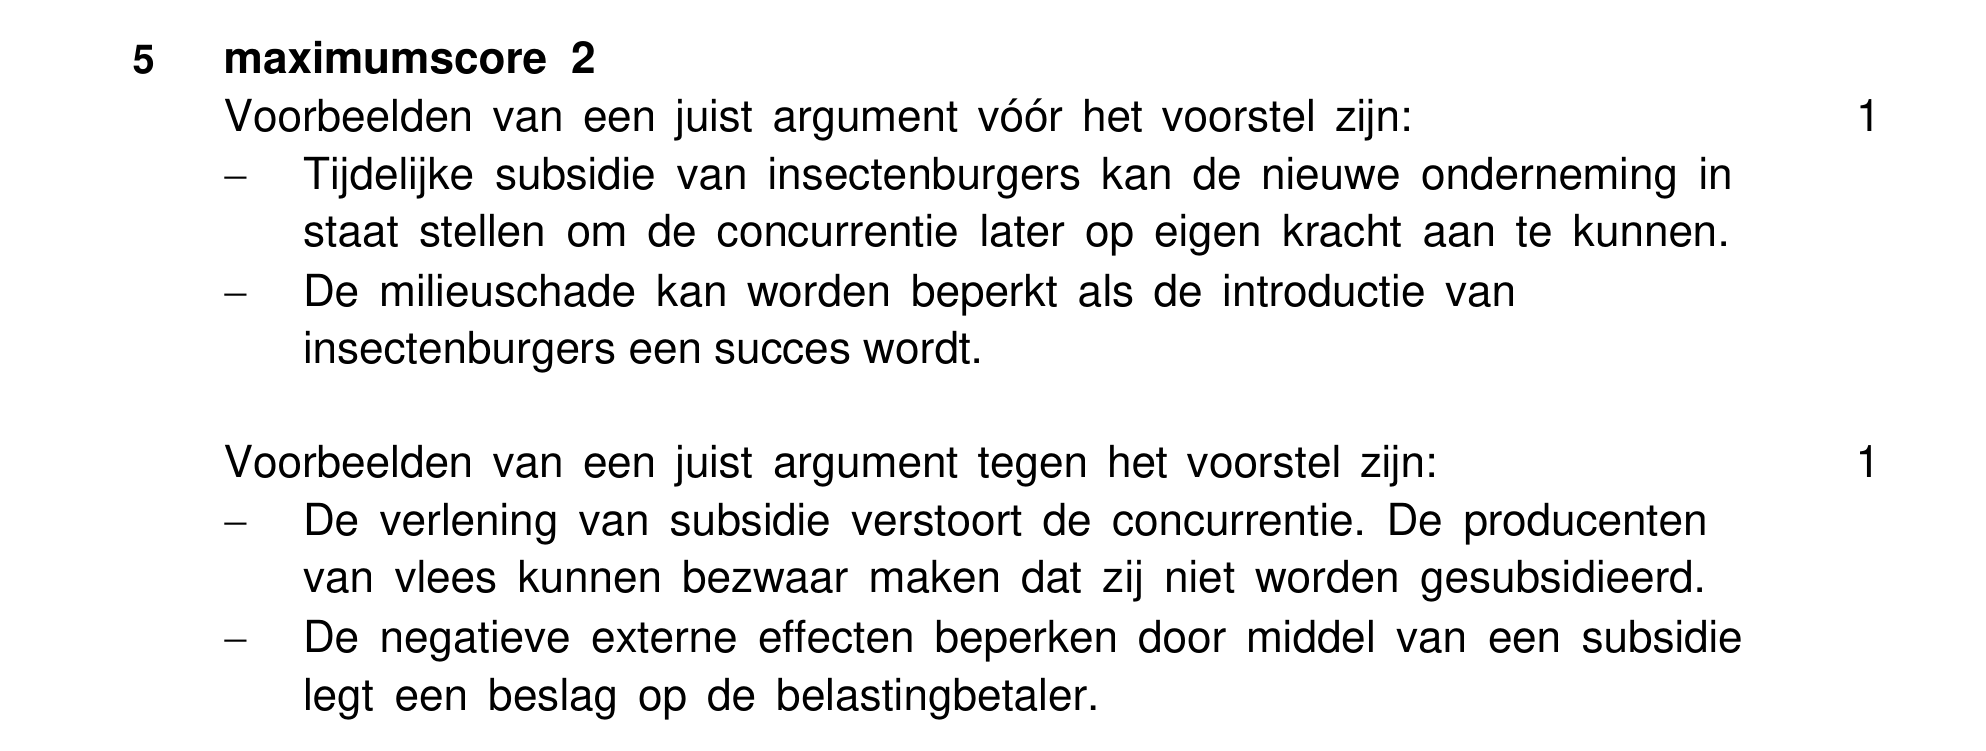 5 maximumscore 2
Voorbeelden van een juist argument vóór het voorstel zijn: 1
– Tijdelijke subsidie van insectenburgers kan de nieuwe onderneming in
staat stellen om de concurrentie later op eigen kracht aan te kunnen.
– De milieuschade kan worden beperkt als de introductie van
insectenburgers een succes wordt.
Voorbeelden van een juist argument tegen het voorstel zijn: 1
– De verlening van subsidie verstoort de concurrentie. De producenten
van vlees kunnen bezwaar maken dat zij niet worden gesubsidieerd.
– De negatieve externe effecten beperken door middel van een subsidie
legt een beslag op de belastingbetaler.